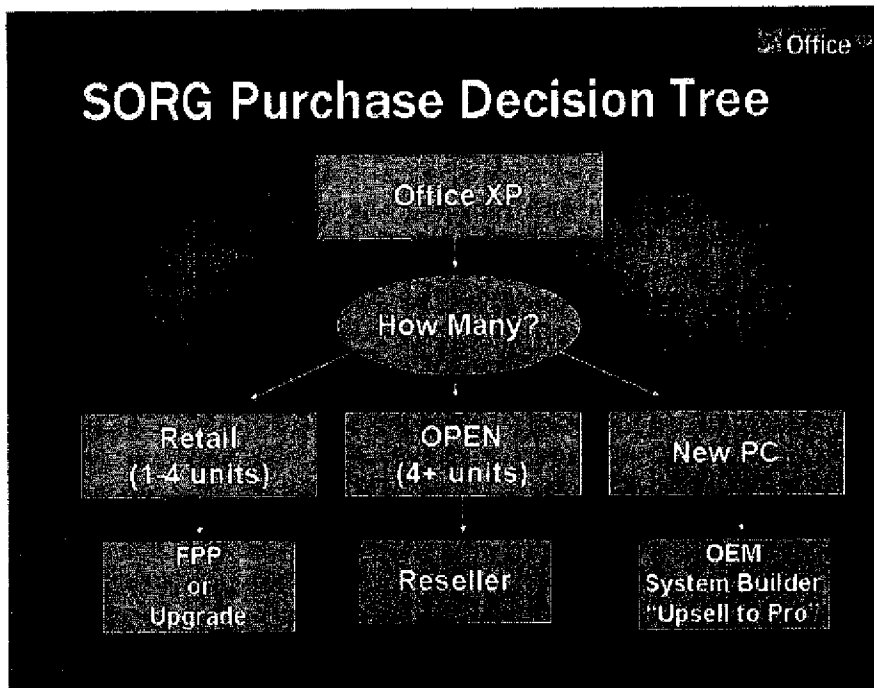 Office
SORG Purchase Decision Tree
Office XP
How Many?
Retail
(1-4 units)
OPEN
(4+ units)
New PC
FPP
or
Upgrade
Reseller
OEM
System Builder
"Upsell to Pro"